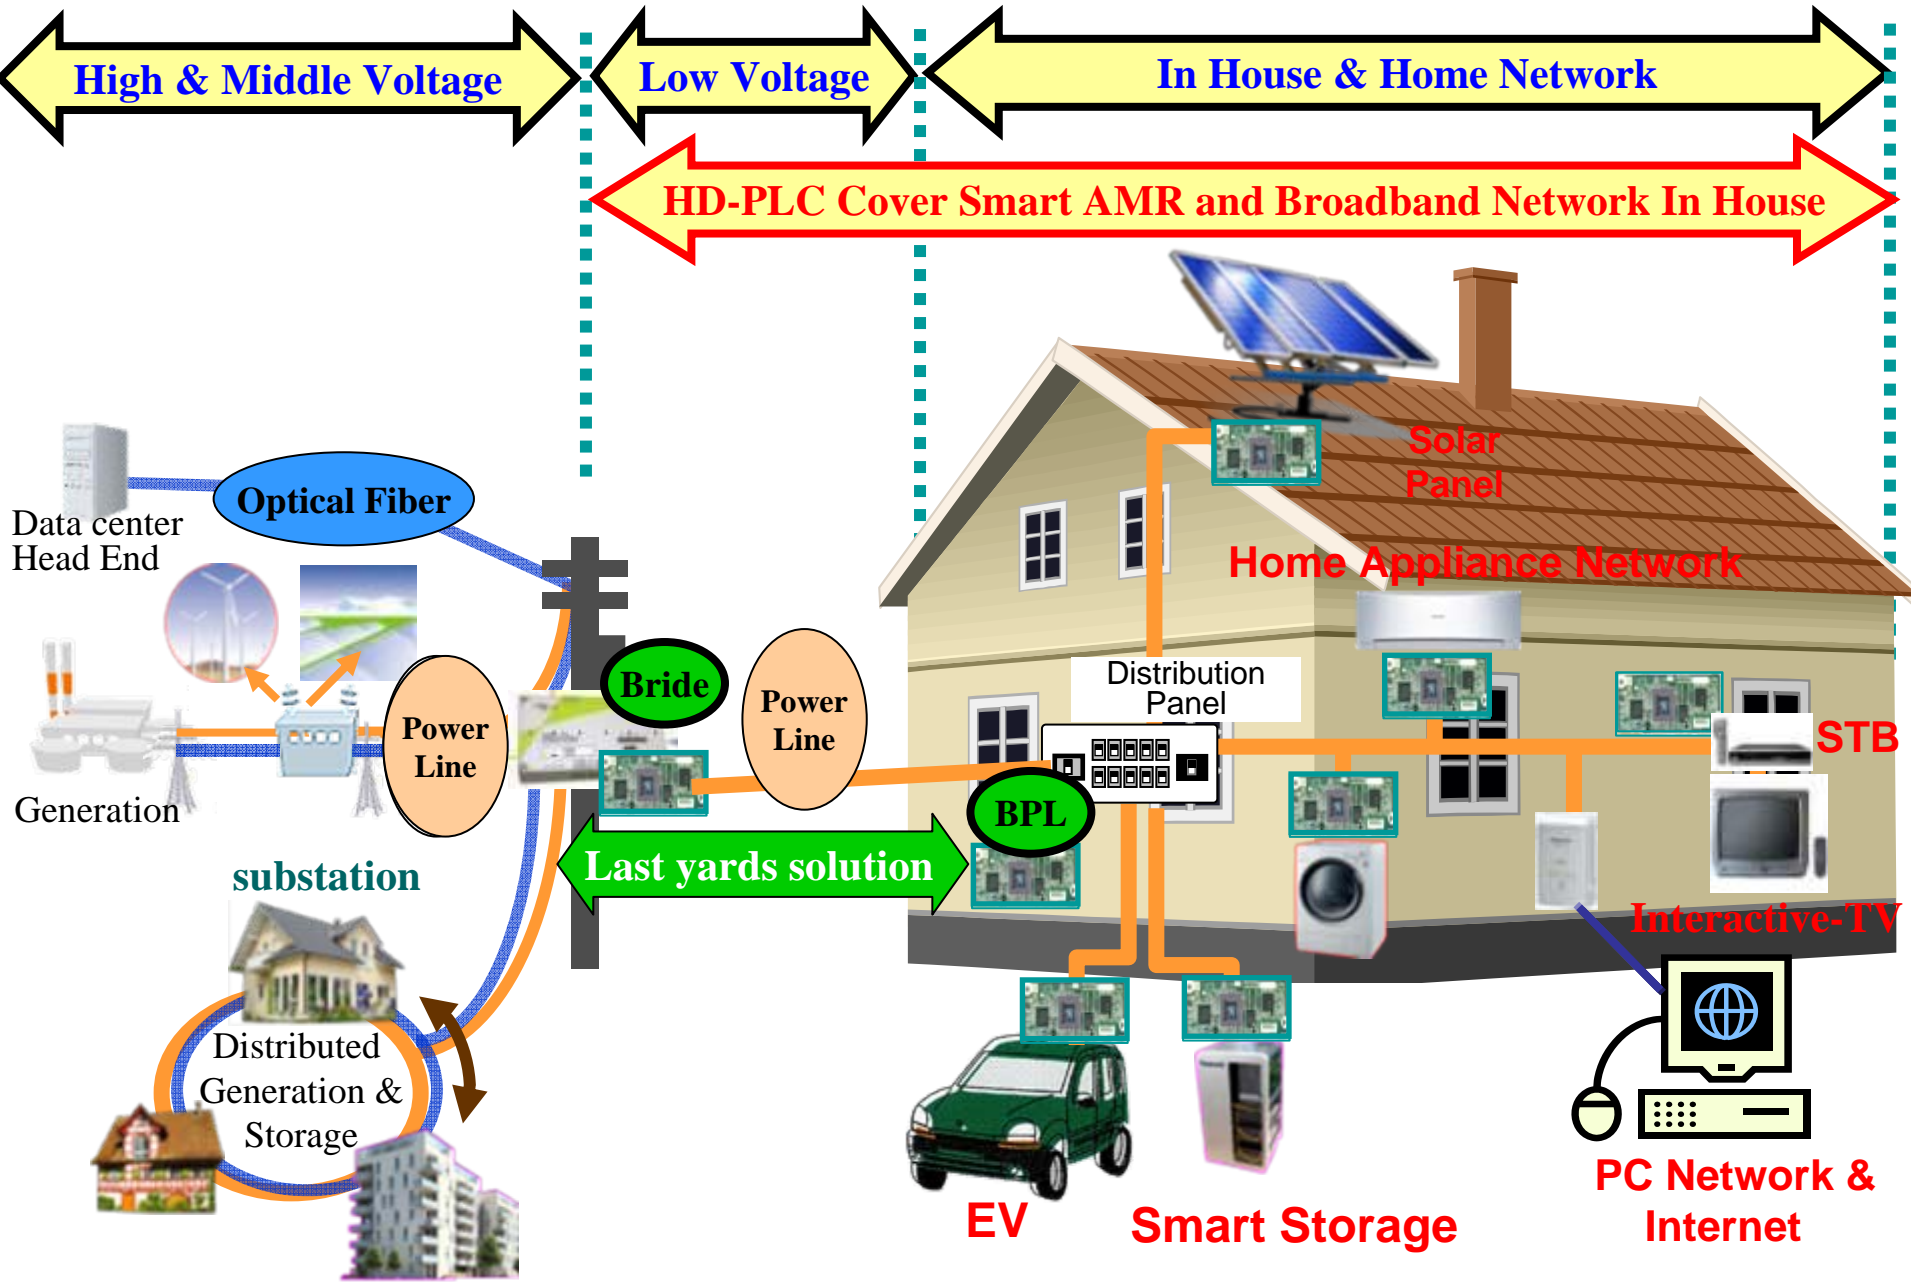 High & Middle Voltage
Low Voltage
In House & Home Network
HD-PLC Cover Smart AMR and Broadband Network In House
Solar
Panel
Optical Fiber
Data center
Head End
Home Appliance Network
Distribution
Panel
Bride
Power
Line
Power
Line
STB
Generation
BPL
Last yards solution
substation
Interactive-TV
Distributed
Generation &
Storage
PC Network &
Internet
EV
Smart Storage